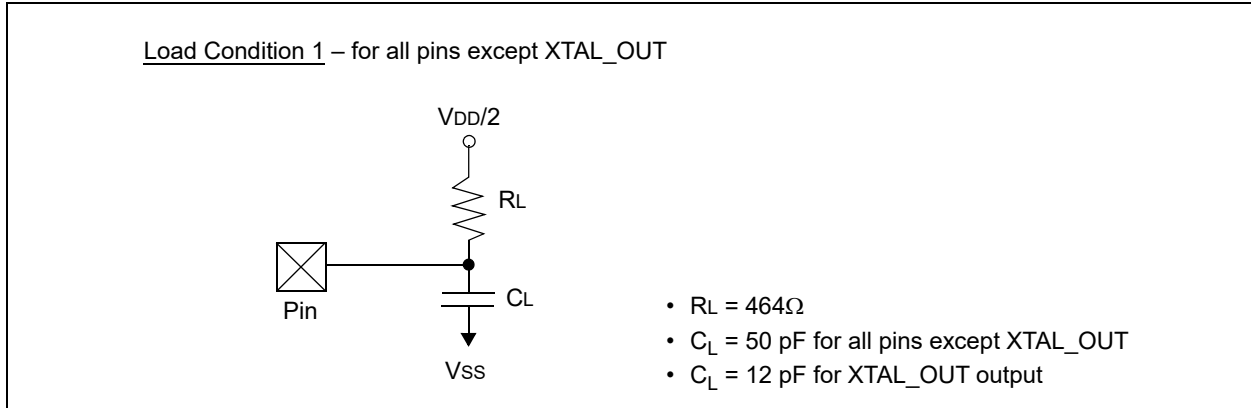 Load Condition 1 – for all pins except XTAL_OUT
VDD/2
RL
Pin
CL
VSS
• RL = 464Ω
• CL = 50 pF for all pins except XTAL_OUT
• CL = 12 pF for XTAL_OUT output